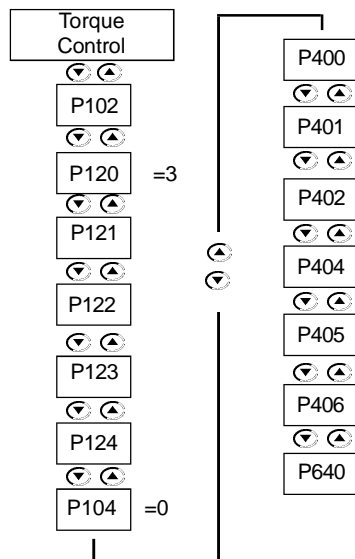 Torque
Control
P102
P120 =3
P121
P122
P123
P124
P104 =0
P400
P401
P402
P404
P405
P406
P640